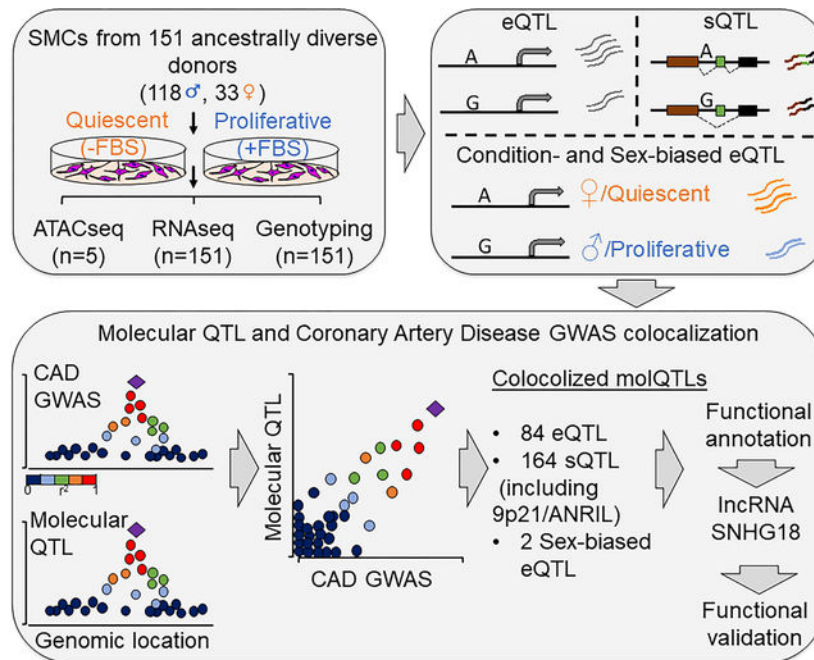 SMCs from 151 ancestrally diverse
donors
(118♂, 33♀)
Quiescent
(-FBS)
Proliferative
(+FBS)
ATACseq
(n=5)
RNAseq
(n=151)
Genotyping
(n=151)
eQTL
A
G
sQTL
A
G
Condition- and Sex-biased eQTL
A
♀/Quiescent
G
♂/Proliferative
Molecular QTL and Coronary Artery Disease GWAS colocalization
CAD
GWAS
0 r² 1
Molecular
QTL
Genomic location
Molecular QTL
CAD GWAS
Cololcalized molQTLs
• 84 eQTL
• 164 sQTL
(including
9p21/ANRIL)
• 2 Sex-biased
eQTL
Functional
annotation
lncRNA
SNHG18
Functional
validation